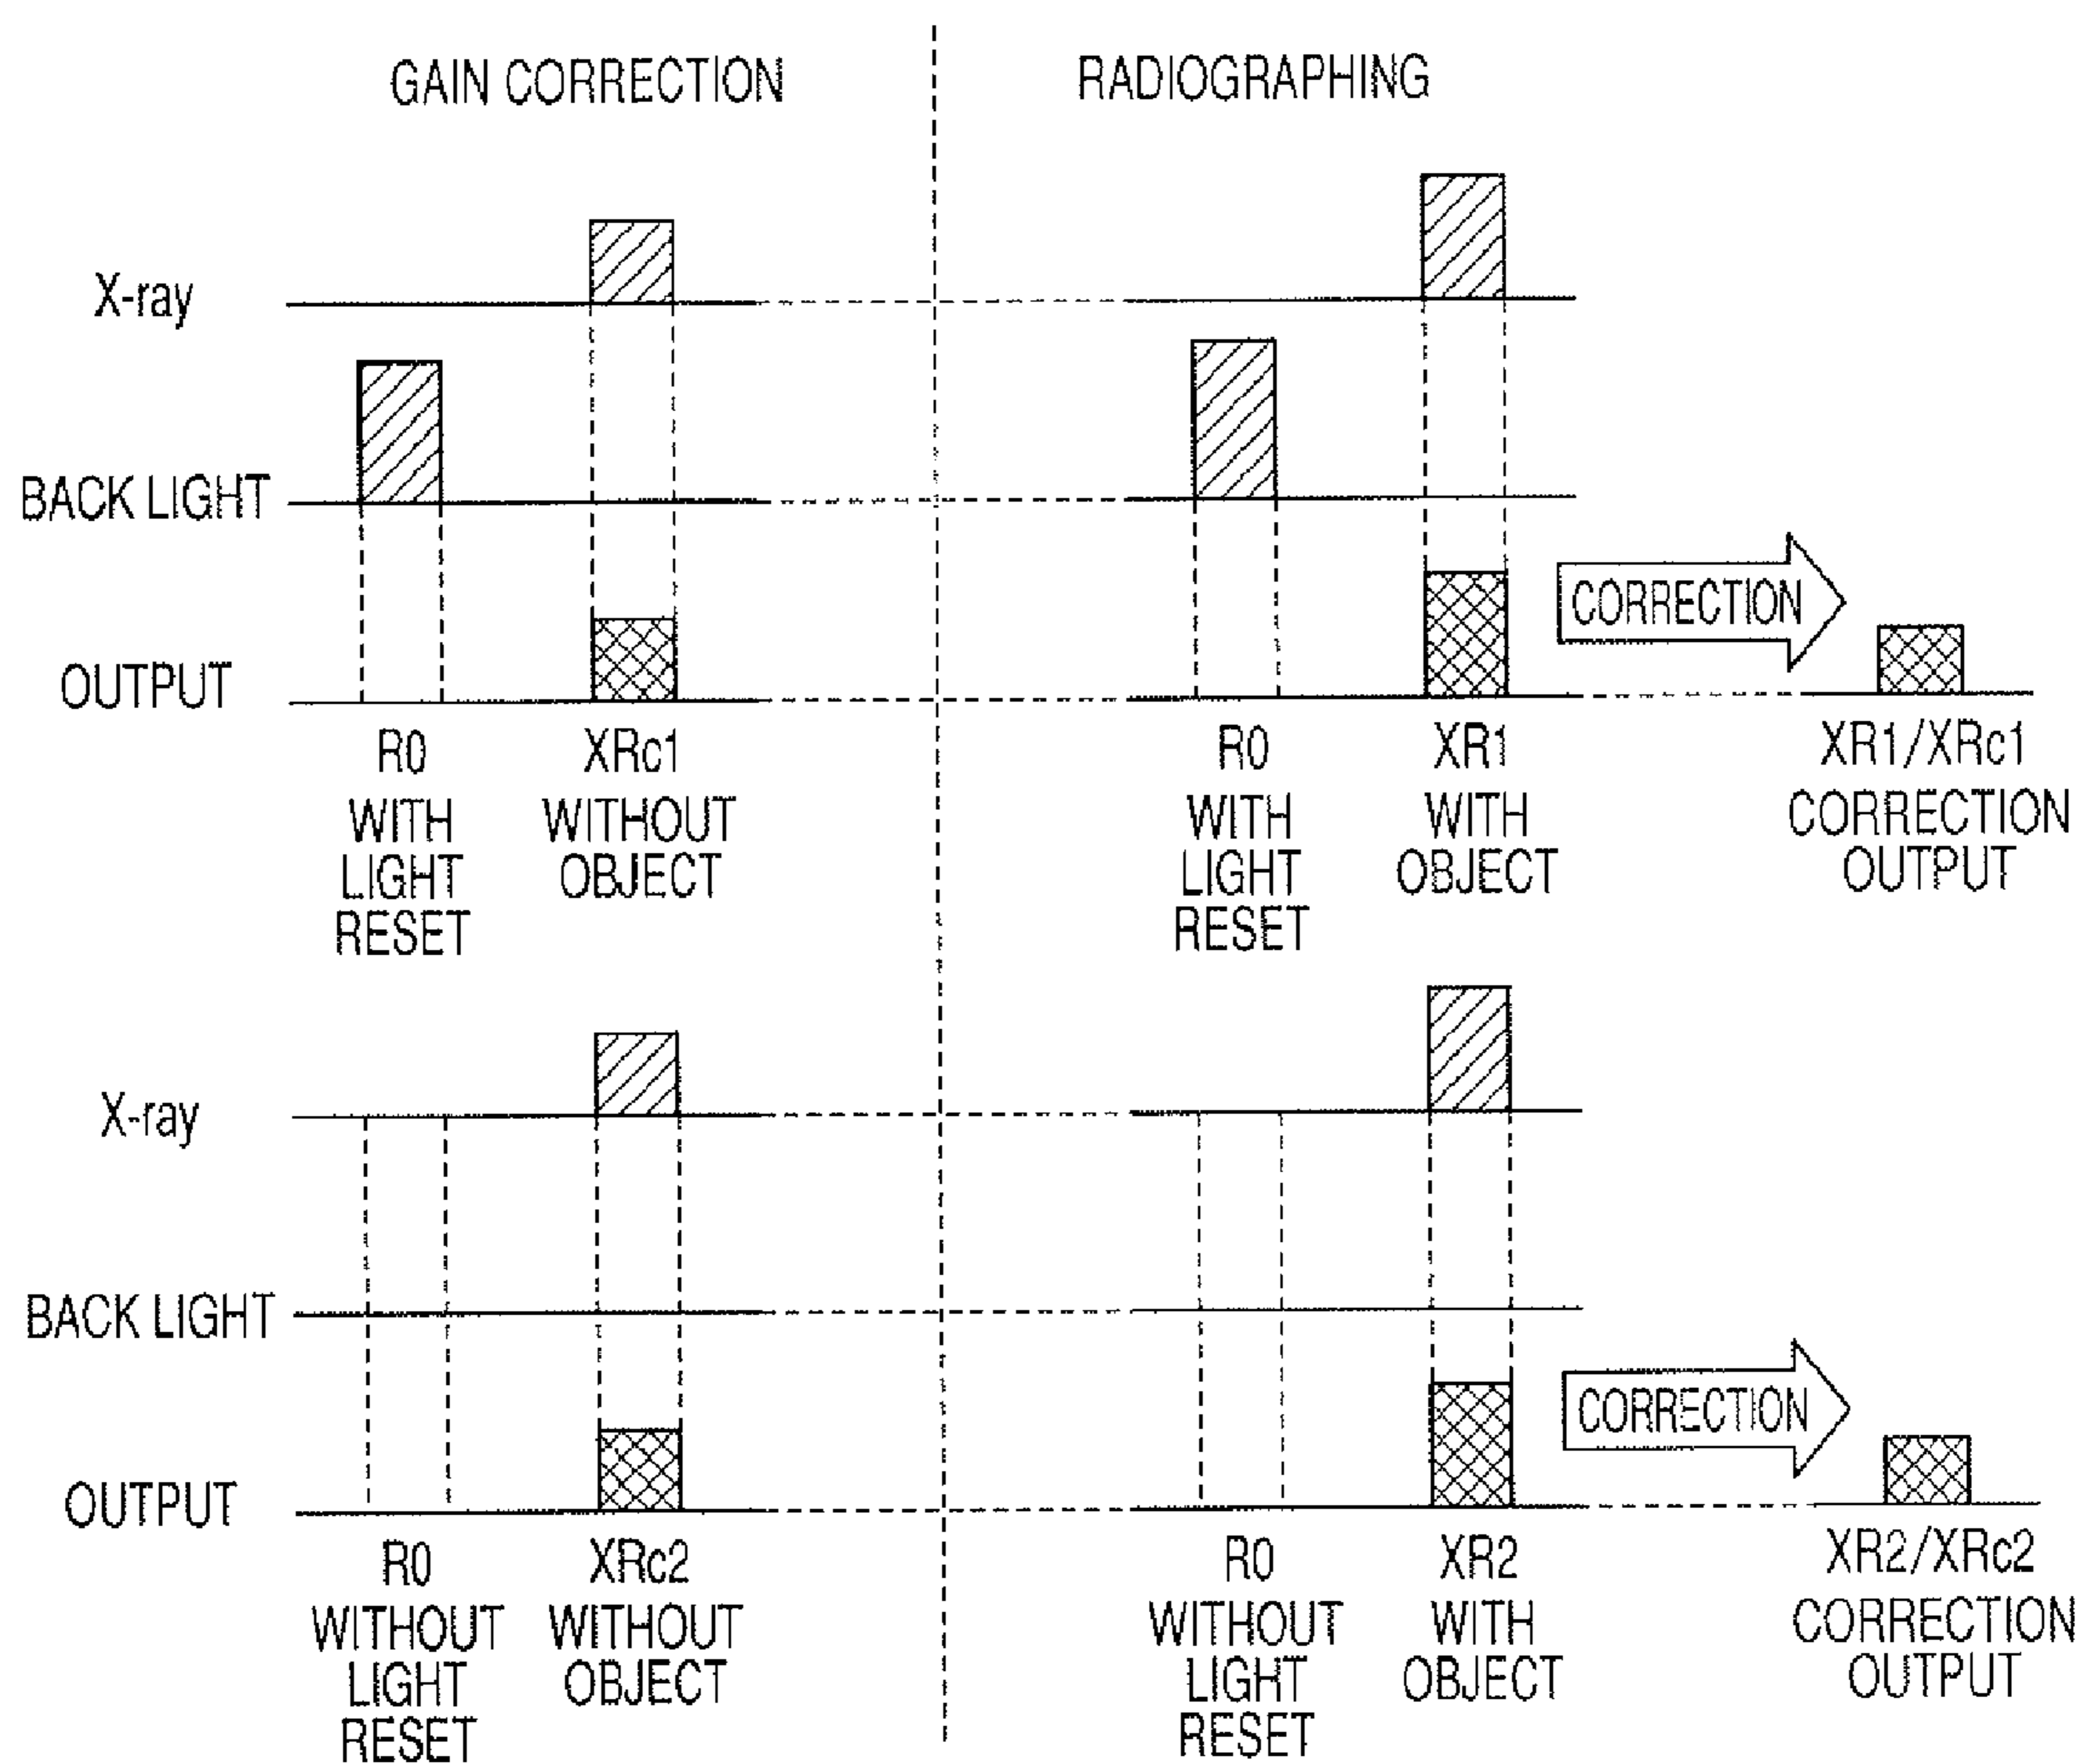 GAIN CORRECTION
RADIOGRAPHING
X-ray
BACK LIGHT
CORRECTION
OUTPUT
R0
WITH
LIGHT
RESET
XRc1
WITHOUT
OBJECT
R0
WITH
LIGHT
RESET
XR1
WITH
OBJECT
XR1/XRc1
CORRECTION
OUTPUT
X-ray
BACK LIGHT
CORRECTION
OUTPUT
R0
WITHOUT
LIGHT
RESET
XRc2
WITHOUT
OBJECT
R0
WITHOUT
LIGHT
RESET
XR2
WITH
OBJECT
XR2/XRc2
CORRECTION
OUTPUT